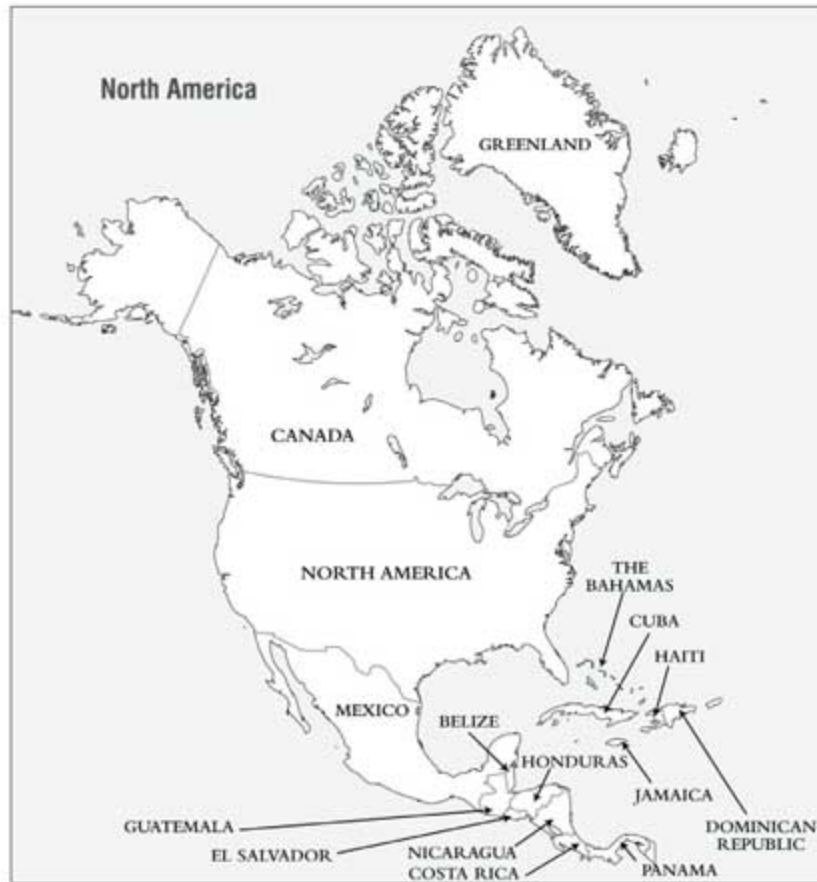 North America
GREENLAND
CANADA
NORTH AMERICA
THE
BAHAMAS
CUBA
HAITI
MEXICO
BELIZE
HONDURAS
JAMAICA
GUATEMALA
DOMINICAN
REPUBLIC
EL SALVADOR
NICARAGUA
COSTA RICA
PANAMA